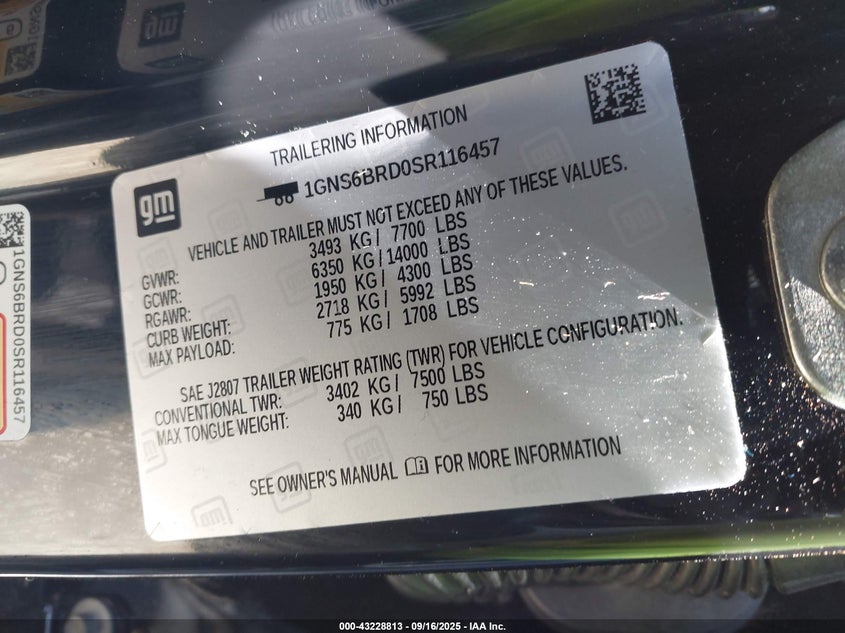 gm
TRAILERING INFORMATION
1GNS6BRD0SR116457
VEHICLE AND TRAILER MUST NOT EXCEED ANY OF THESE VALUES.
GVWR: 3493 KG / 7700 LBS
GCWR: 6350 KG / 14000 LBS
RGAWR: 1950 KG / 4300 LBS
CURB WEIGHT: 2718 KG / 5992 LBS
MAX PAYLOAD: 775 KG / 1708 LBS
SAE J2807 TRAILER WEIGHT RATING (TWR) FOR VEHICLE CONFIGURATION.
CONVENTIONAL TWR: 3402 KG / 7500 LBS
MAX TONGUE WEIGHT: 340 KG / 750 LBS
SEE OWNER'S MANUAL FOR MORE INFORMATION
1GNS6BRD0SR116457
000-43228813 - 09/16/2025 - IAA Inc.